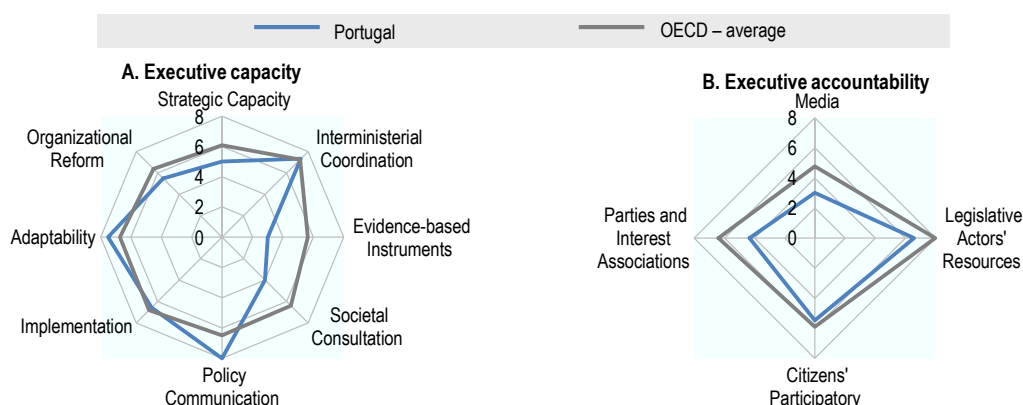 Portugal
OECD – average
A. Executive capacity
Strategic Capacity
8
6
4
2
0
Organizational
Reform
Interministerial
Coordination
Adaptability
Evidence-based
Instruments
Implementation
Societal
Consultation
Policy
Communication
B. Executive accountability
Media
8
6
4
2
0
Parties and
Interest
Associations
Legislative
Actors'
Resources
Citizens'
Participatory